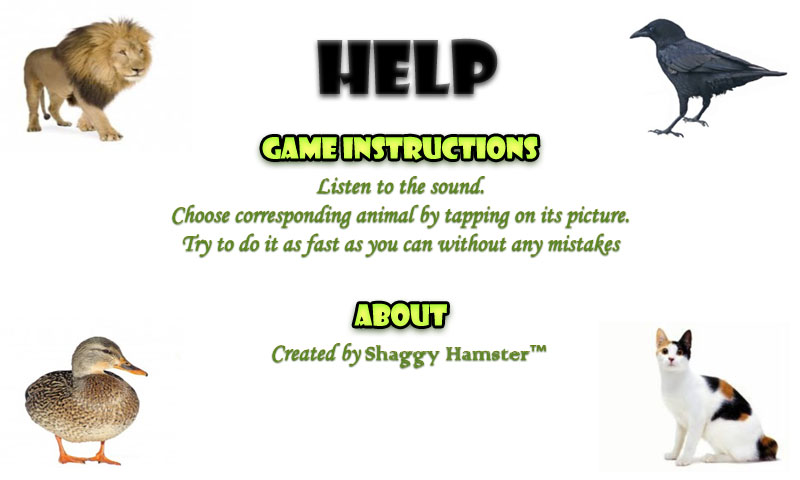 HELP
GAME INSTRUCTIONS
Listen to the sound.
Choose corresponding animal by tapping on its picture.
Try to do it as fast as you can without any mistakes
ABOUT
Created by Shaggy Hamster™